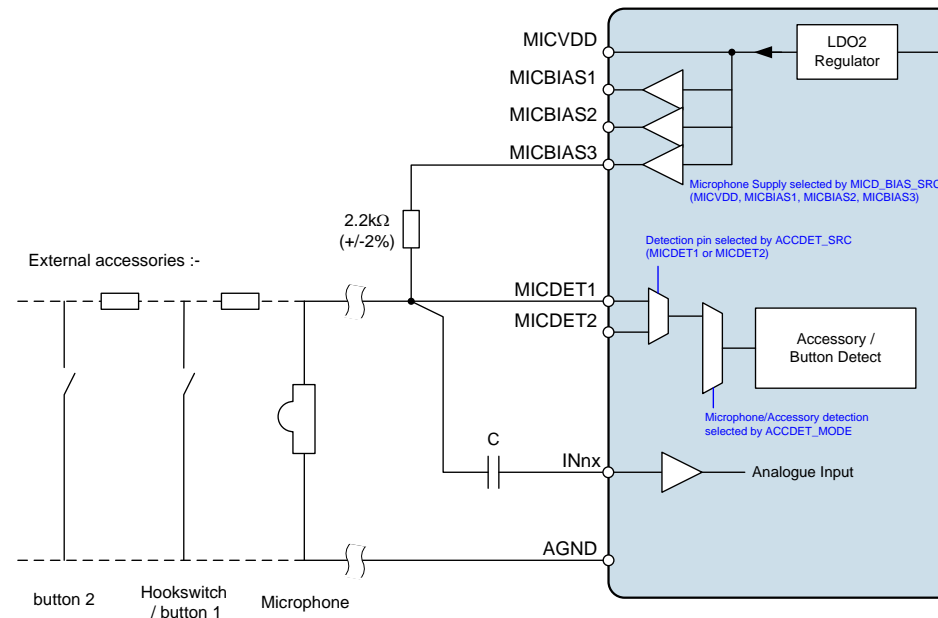 MICVDD
LDO2
Regulator
MICBIAS1
MICBIAS2
MICBIAS3
Microphone Supply selected by MICD_BIAS_SRC
(MICVDD, MICBIAS1, MICBIAS2, MICBIAS3)
2.2kΩ
(+/-2%)
External accessories :-
Detection pin selected by ACCDET_SRC
(MICDET1 or MICDET2)
MICDET1
MICDET2
Accessory /
Button Detect
Microphone/Accessory detection
selected by ACCDET_MODE
C
INnx
Analogue Input
AGND
button 2
Hookswitch
/ button 1
Microphone